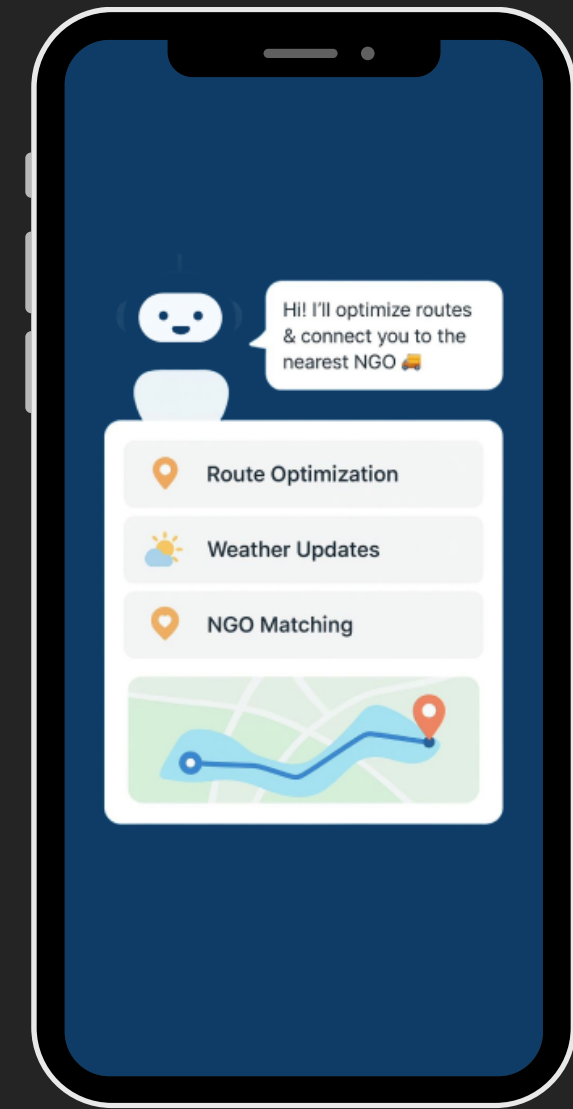 Hi! I'll optimize routes
& connect you to the
nearest NGO 🚚
Route Optimization
Weather Updates
NGO Matching